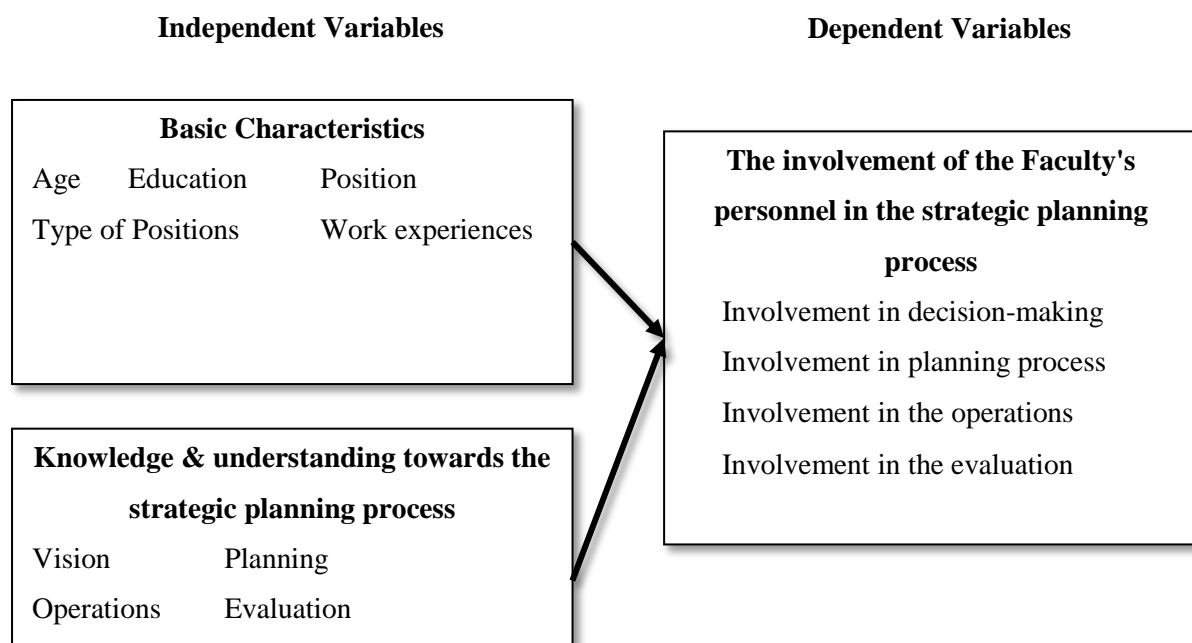 Independent Variables
Dependent Variables
Basic Characteristics
Age Education Position
Type of Positions Work experiences
Knowledge & understanding towards the
strategic planning process
Vision Planning
Operations Evaluation
The involvement of the Faculty's
personnel in the strategic planning
process
Involvement in decision-making
Involvement in planning process
Involvement in the operations
Involvement in the evaluation